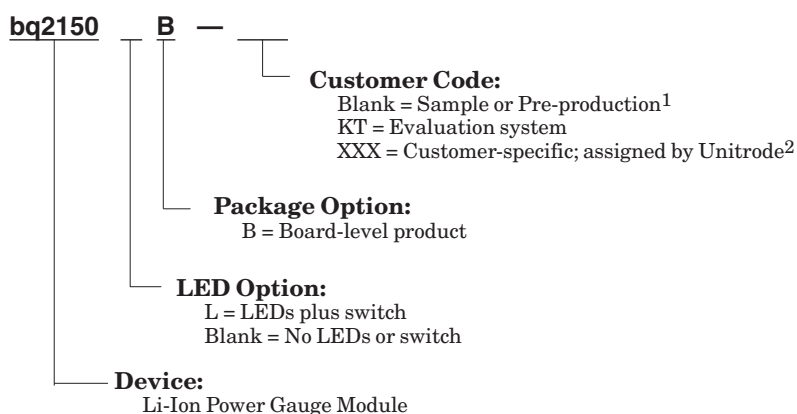 bq2150 B —
Customer Code:
Blank = Sample or Pre-production1
KT = Evaluation system
XXX = Customer-specific; assigned by Unitrode2
Package Option:
B = Board-level product
LED Option:
L = LEDs plus switch
Blank = No LEDs or switch
Device:
Li-Ion Power Gauge Module